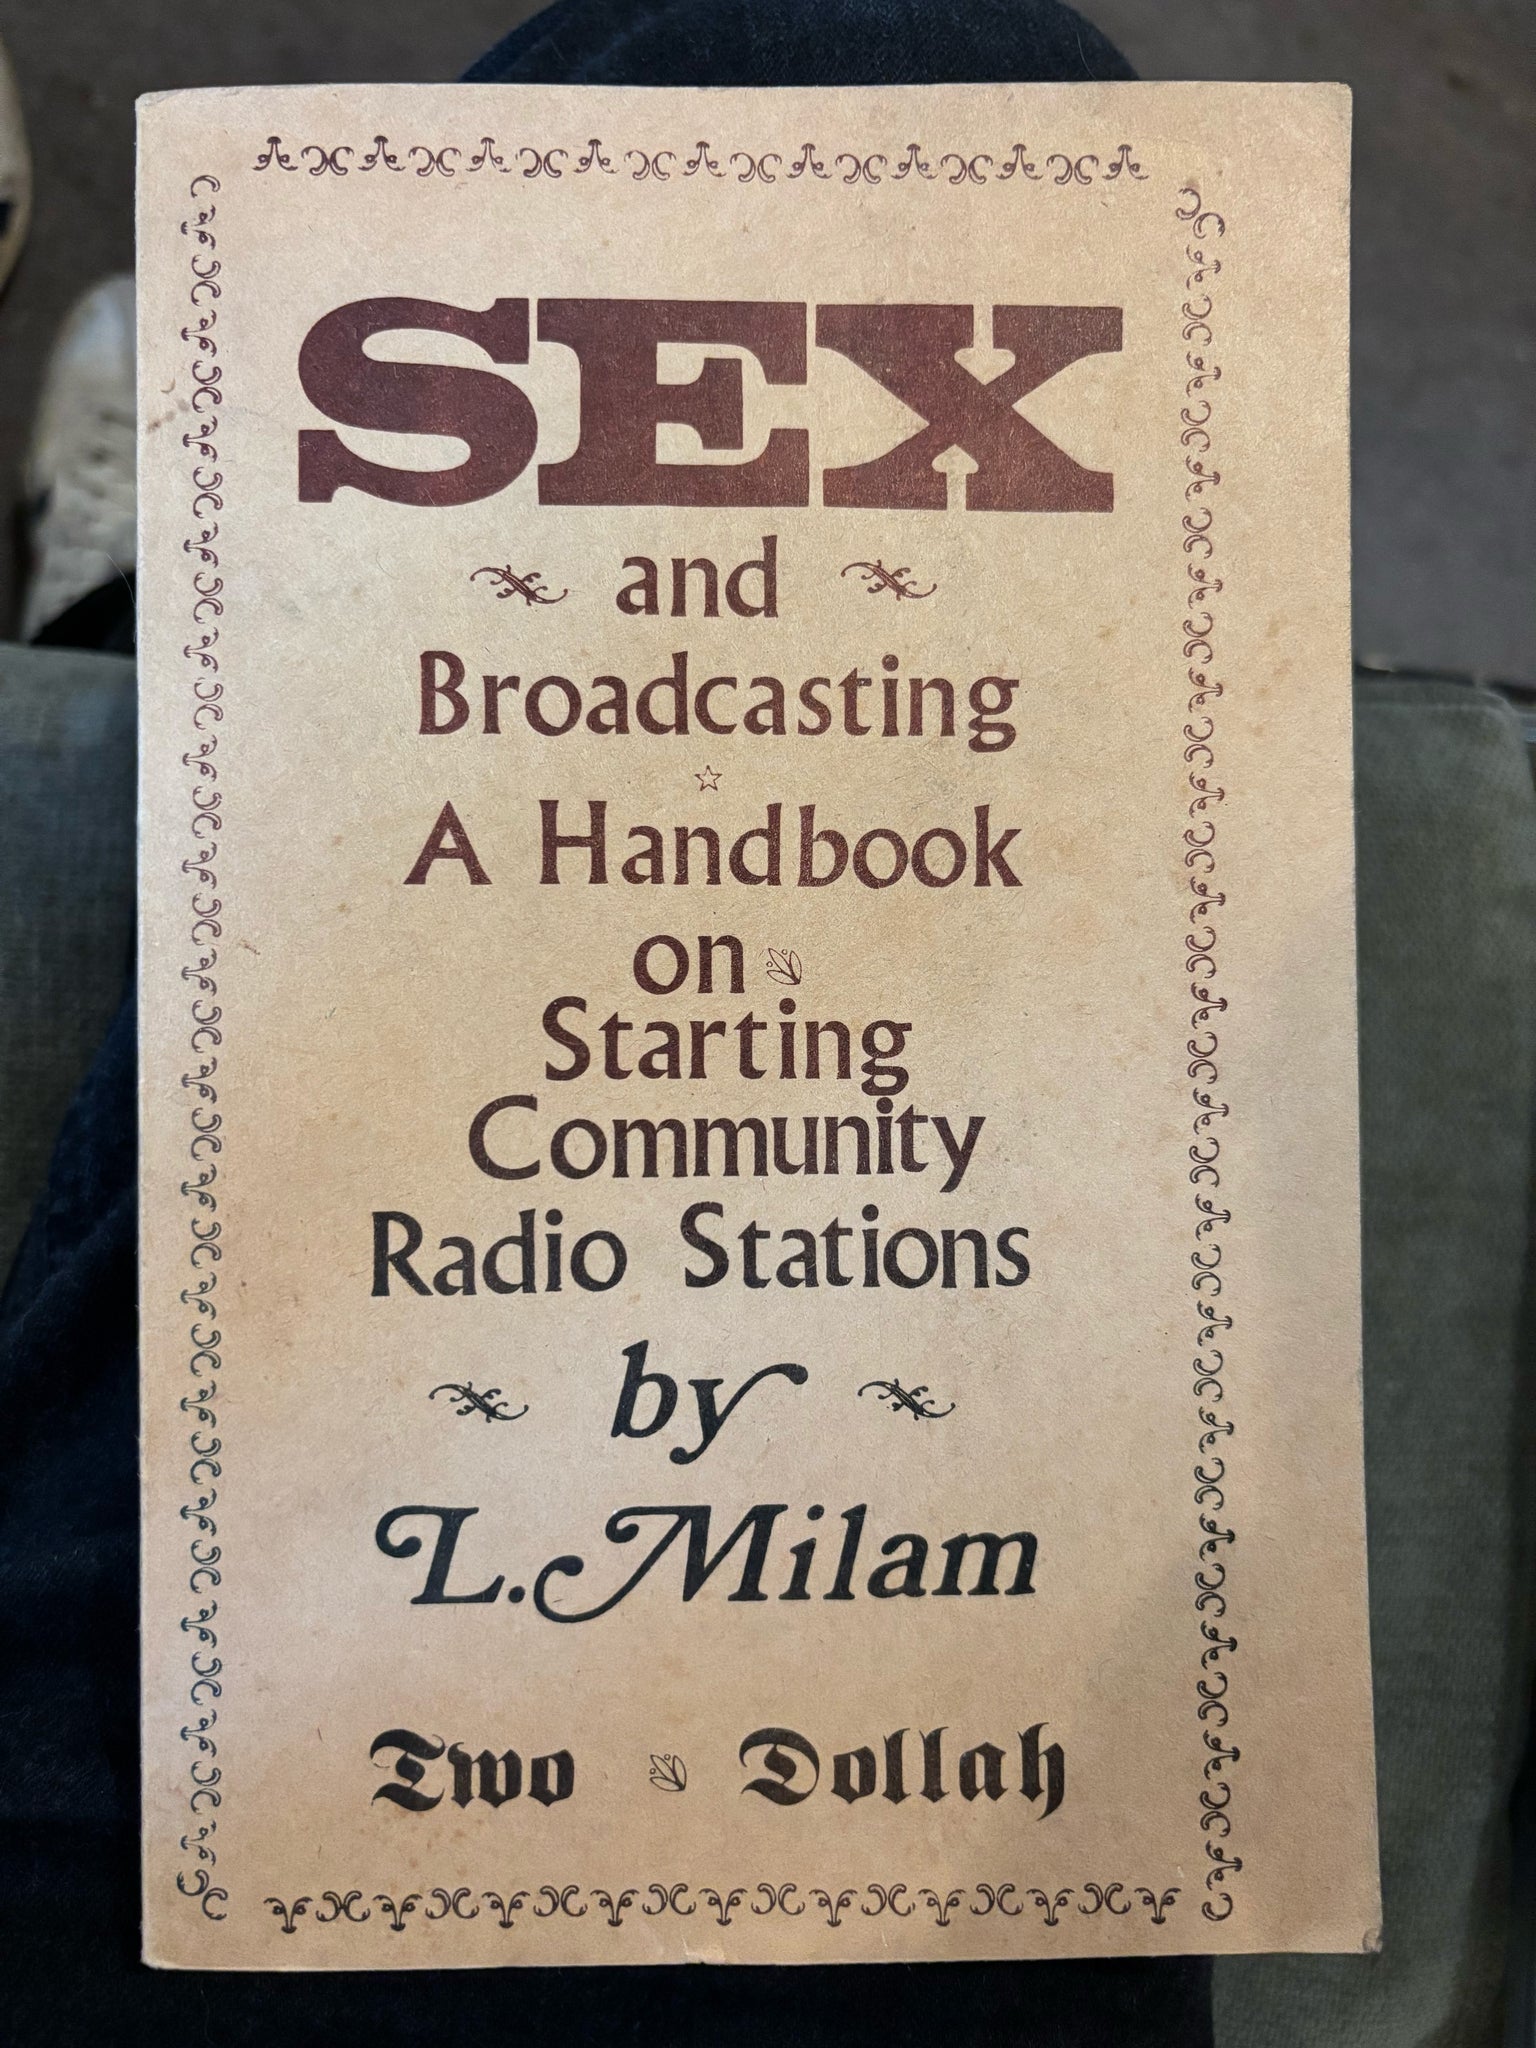 SEX
and
Broadcasting
A Handbook
on
Starting
Community
Radio Stations
by
L. Milam
Two Dollah